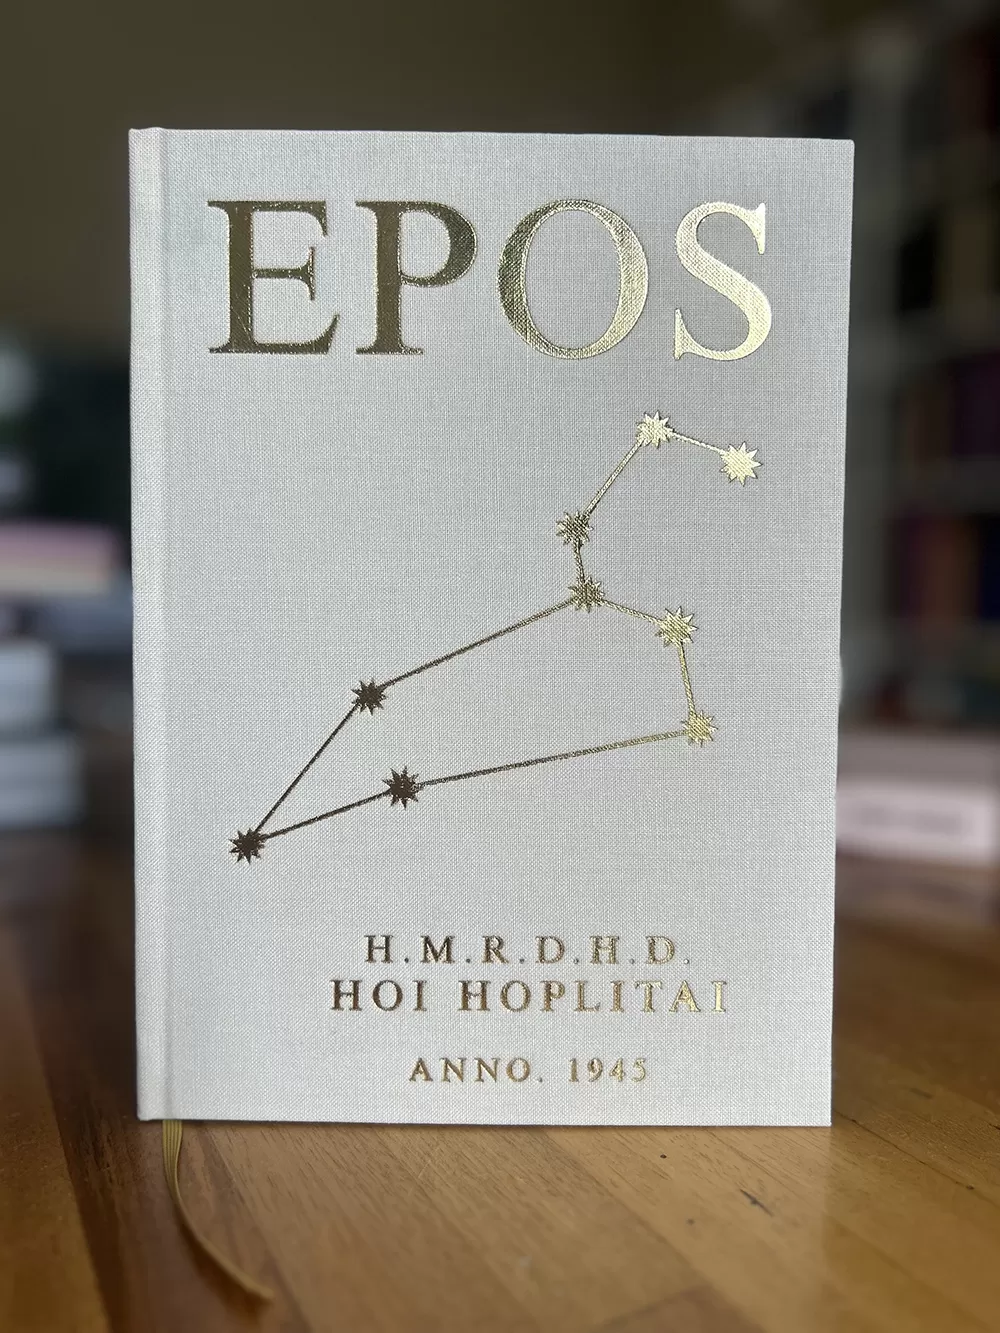 EPOS
H.M.R.D.H.D.
HOI HOPLITAI
ANNO. 1945